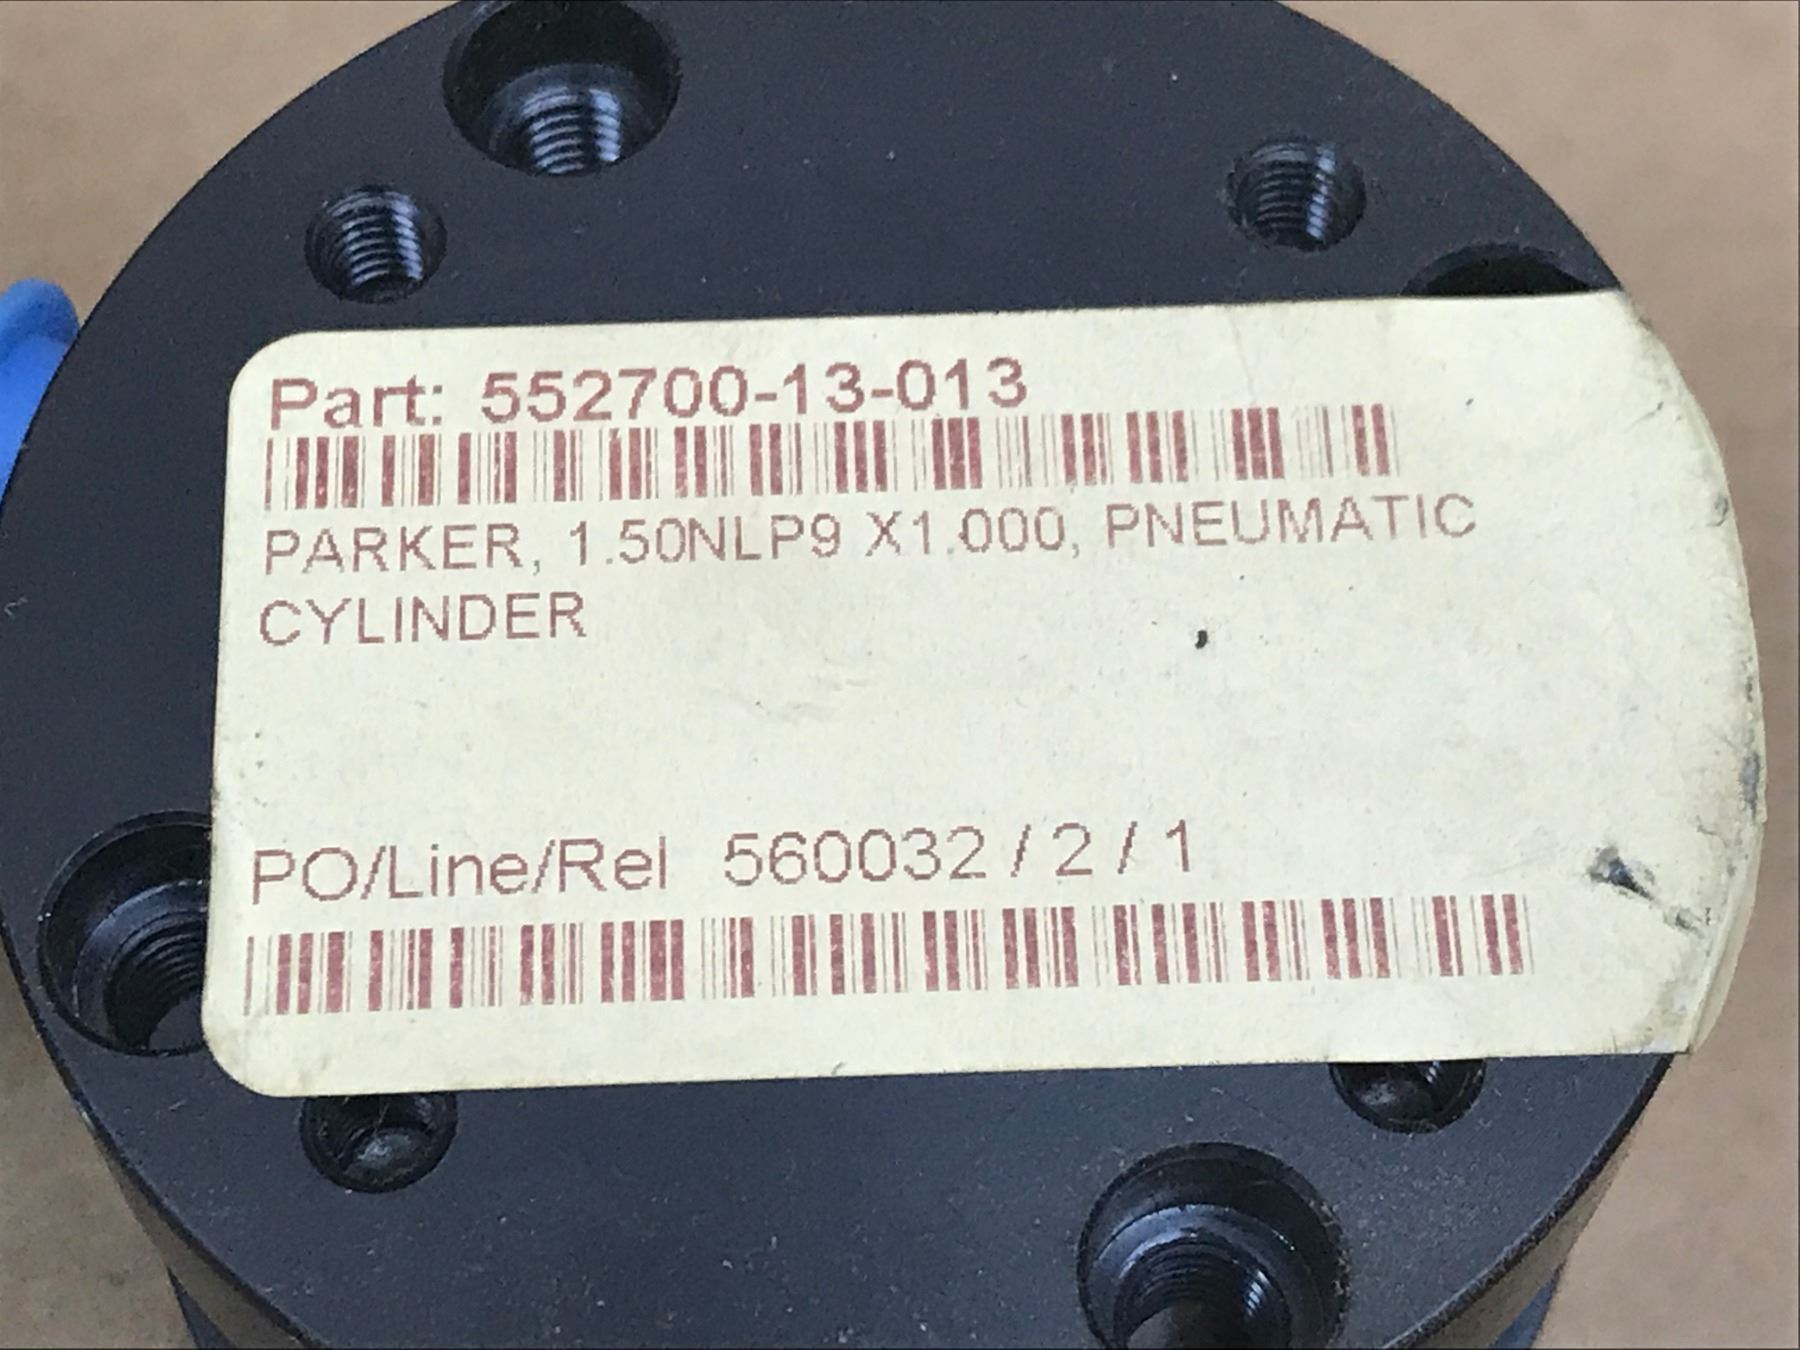 Part: 552700-13-013
PARKER, 1.50NLP9 X1.000, PNEUMATIC
CYLINDER
PO/Line/Rel 560032 / 2 / 1